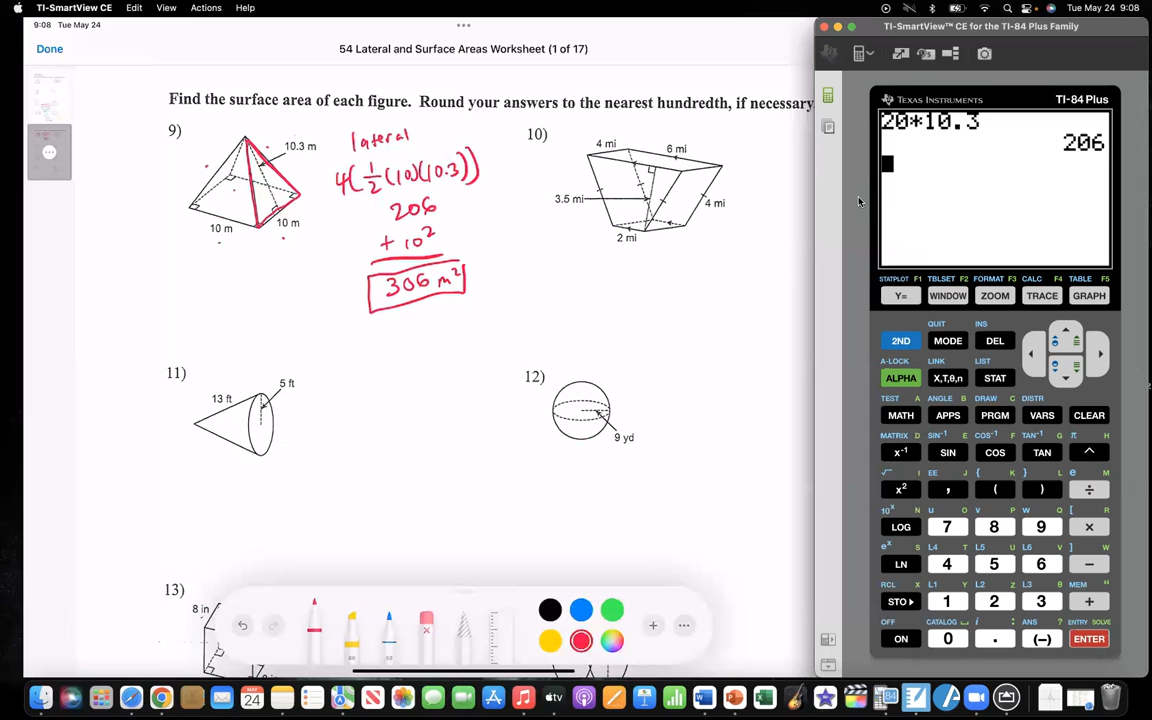 TI-SmartView CE File Edit View Actions Help
Tue May 24 9:08
9:08 Tue May 24
TI-SmartView™ CE for the TI-84 Plus Family
Done
54 Lateral and Surface Areas Worksheet (1 of 17)
Find the surface area of each figure. Round your answers to the nearest hundredth, if necessary
9)
10.3 m
10 m
10 m
lateral
4(1/2(10)(10.3))
206
+ 10²
306 m²
10)
4 mi
6 mi
3.5 mi
4 mi
2 mi
11)
13 ft
5 ft
12)
9 yd
13)
8 in
TEXAS INSTRUMENTS TI-84 Plus
20*10.3
206
STATPLOT F1 TBLSET F2 FORMAT F3 CALC F4 TABLE F5
Y= WINDOW ZOOM TRACE GRAPH
QUIT INS
2ND MODE DEL
A-LOCK LINK LIST
ALPHA X,T,θ,n STAT
TEST A ANGLE B DRAW C DISTR
MATH APPS PRGM VARS CLEAR
MATRIX D SIN⁻¹ E COS⁻¹ F TAN⁻¹ G π H
x⁻¹ SIN COS TAN ^
√ I EE J { K } L e M
x² , ( ) ÷
10ˣ N u O v P w Q [ R
LOG 7 8 9 ×
eˣ S L4 T L5 U L6 V ] W
LN 4 5 6 −
RCL X L1 Y L2 Z L3 θ MEM "
STO▸ 1 2 3 +
OFF CATALOG ⎵ i : ANS ? ENTRY SOLVE
ON 0 . (−) ENTER